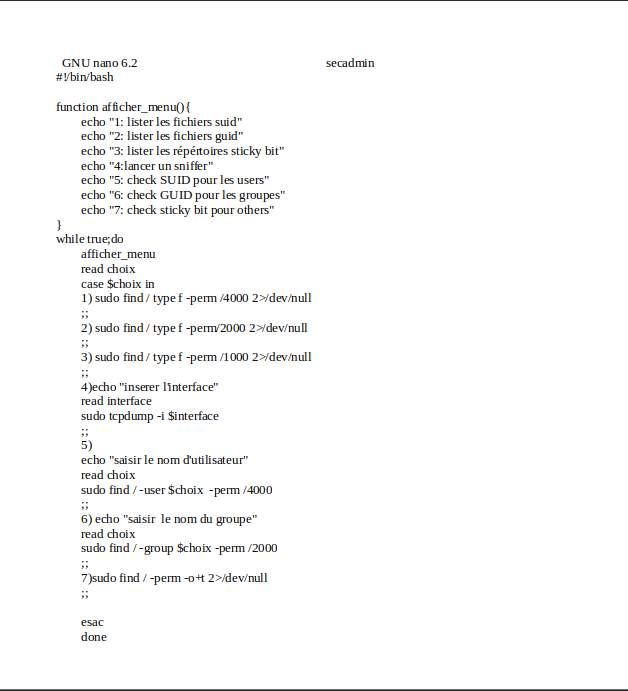 GNU nano 6.2 secadmin
#!/bin/bash
function afficher_menu(){
echo "1: lister les fichiers suid"
echo "2: lister les fichiers guid"
echo "3: lister les répértoires sticky bit"
echo "4:lancer un sniffer"
echo "5: check SUID pour les users"
echo "6: check GUID pour les groupes"
echo "7: check sticky bit pour others"
}
while true;do
afficher_menu
read choix
case $choix in
1) sudo find / type f -perm /4000 2>/dev/null
;;
2) sudo find / type f -perm/2000 2>/dev/null
;;
3) sudo find / type f -perm /1000 2>/dev/null
;;
4)echo "inserer l'interface"
read interface
sudo tcpdump -i $interface
;;
5)
echo "saisir le nom d'utilisateur"
read choix
sudo find / -user $choix  -perm /4000
;;
6) echo "saisir  le nom du groupe"
read choix
sudo find / -group $choix -perm /2000
;;
7)sudo find / -perm -o+t 2>/dev/null
;;
esac
done